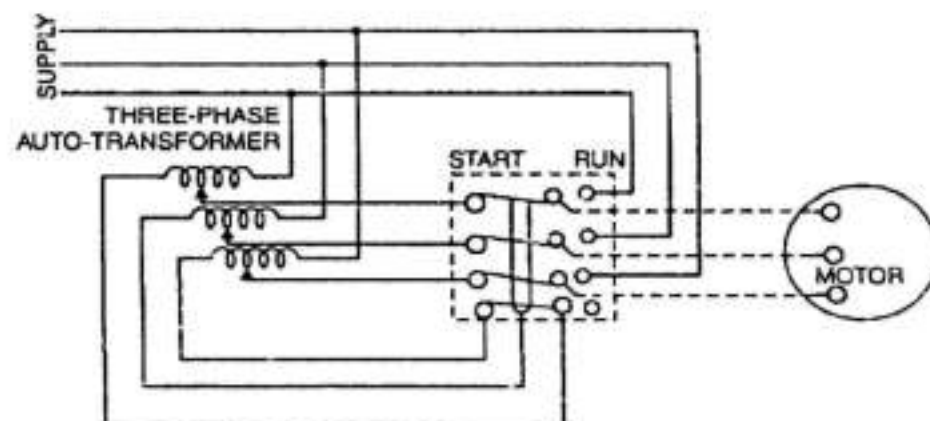 SUPPLY
THREE-PHASE
AUTO-TRANSFORMER
START RUN
MOTOR